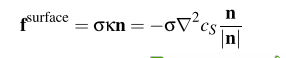 f^surface = σκn = −σ∇²c_S n/|n|